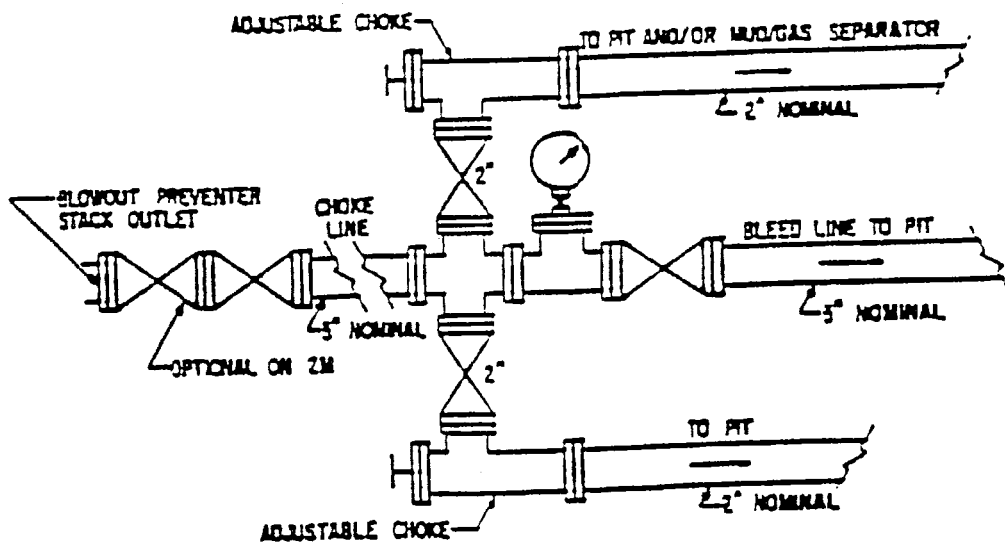 ADJUSTABLE CHOKE
TO PIT AND/OR MUD/GAS SEPARATOR
2" NOMINAL
2"
BLOWOUT PREVENTER
STACK OUTLET
CHOKE
LINE
BLEED LINE TO PIT
3" NOMINAL
3" NOMINAL
OPTIONAL ON 2M
2"
TO PIT
2" NOMINAL
ADJUSTABLE CHOKE